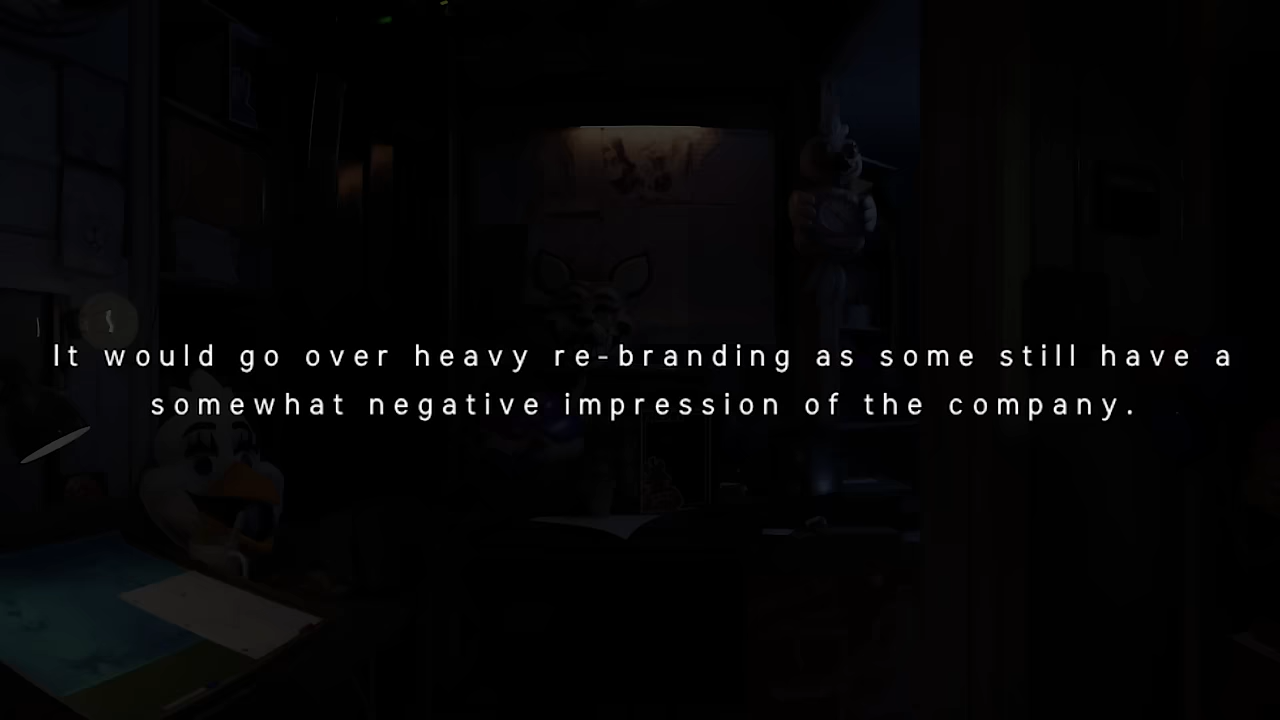 It would go over heavy re-branding as some still have a
somewhat negative impression of the company.